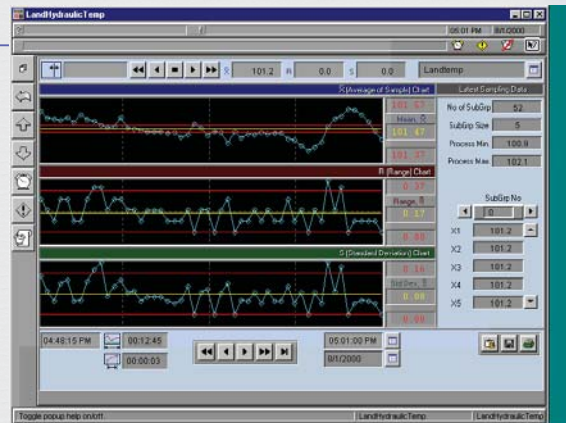 LandHydraulicTemp
05:01 PM 9/1/2000
X 101.2 R 0.0 s 0.0 Landtemp
X (Average of Sample) Chart
101.57
Mean, X
101.47
101.37
R (Range) Chart
0.37
Range, R
0.17
0.00
S (Standard Deviation) Chart
0.16
Std Dev, S
0.08
0.00
Latest Sampling Data
No of SubGrp 52
SubGrp Size 5
Process Min. 100.9
Process Max. 102.1
SubGrp No
0
X1 101.2
X2 101.2
X3 101.2
X4 101.2
X5 101.2
04:48:15 PM 00:12:45 05:01:00 PM
00:00:03 9/1/2000
Toggle popup help on/off. LandHydraulicTemp LandHydraulicTemp